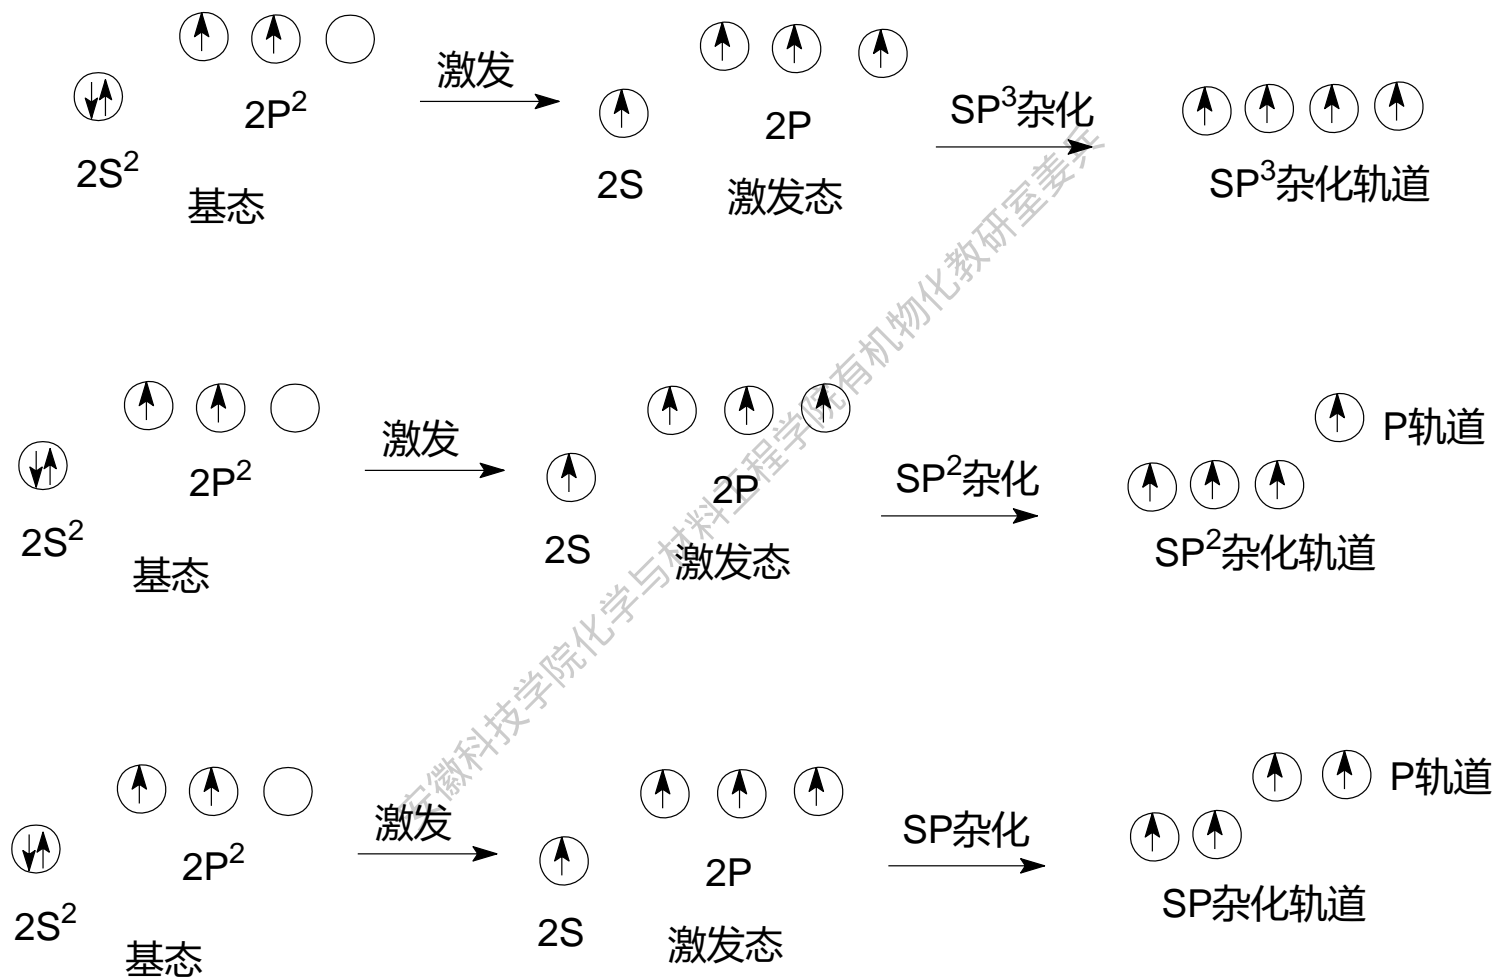 激发
2P²
2S²
基态
2P
2S
激发态
SP³杂化
SP³杂化轨道
激发
2P²
2S²
基态
2P
2S
激发态
SP²杂化
P轨道
SP²杂化轨道
激发
2P²
2S²
基态
2P
2S
激发态
SP杂化
P轨道
SP杂化轨道
安徽科技学院化学与材料工程学院有机物化教研室姜兵